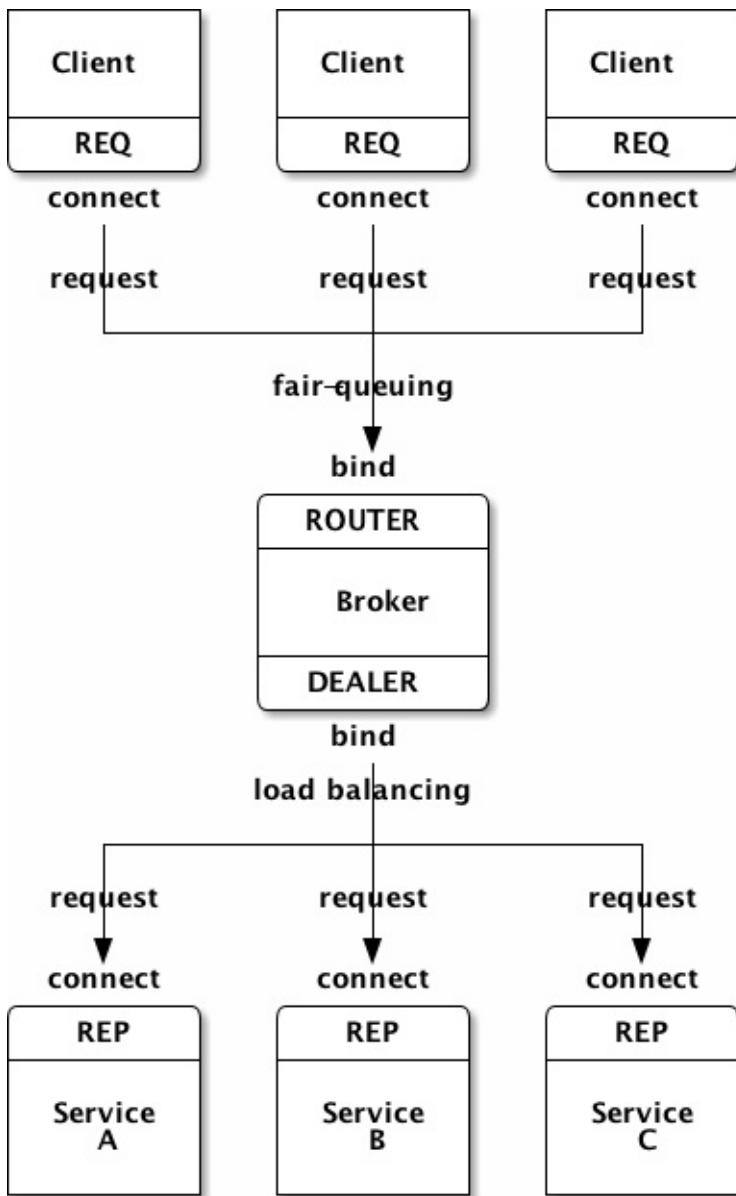 Client Client Client
REQ REQ REQ
connect connect connect
request request request
fair-queuing
bind
ROUTER
Broker
DEALER
bind
load balancing
request request request
connect connect connect
REP REP REP
Service Service Service
A B C